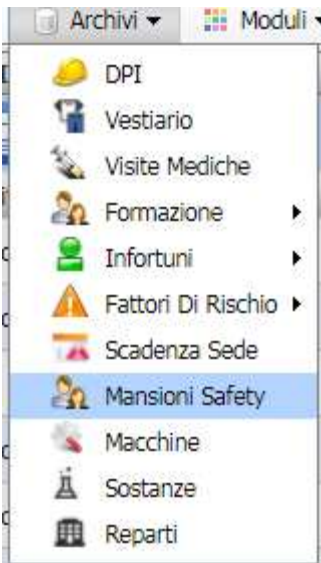 Archivi Moduli
DPI
Vestiario
Visite Mediche
Formazione
Infortuni
Fattori Di Rischio
Scadenza Sede
Mansioni Safety
Macchine
Sostanze
Reparti